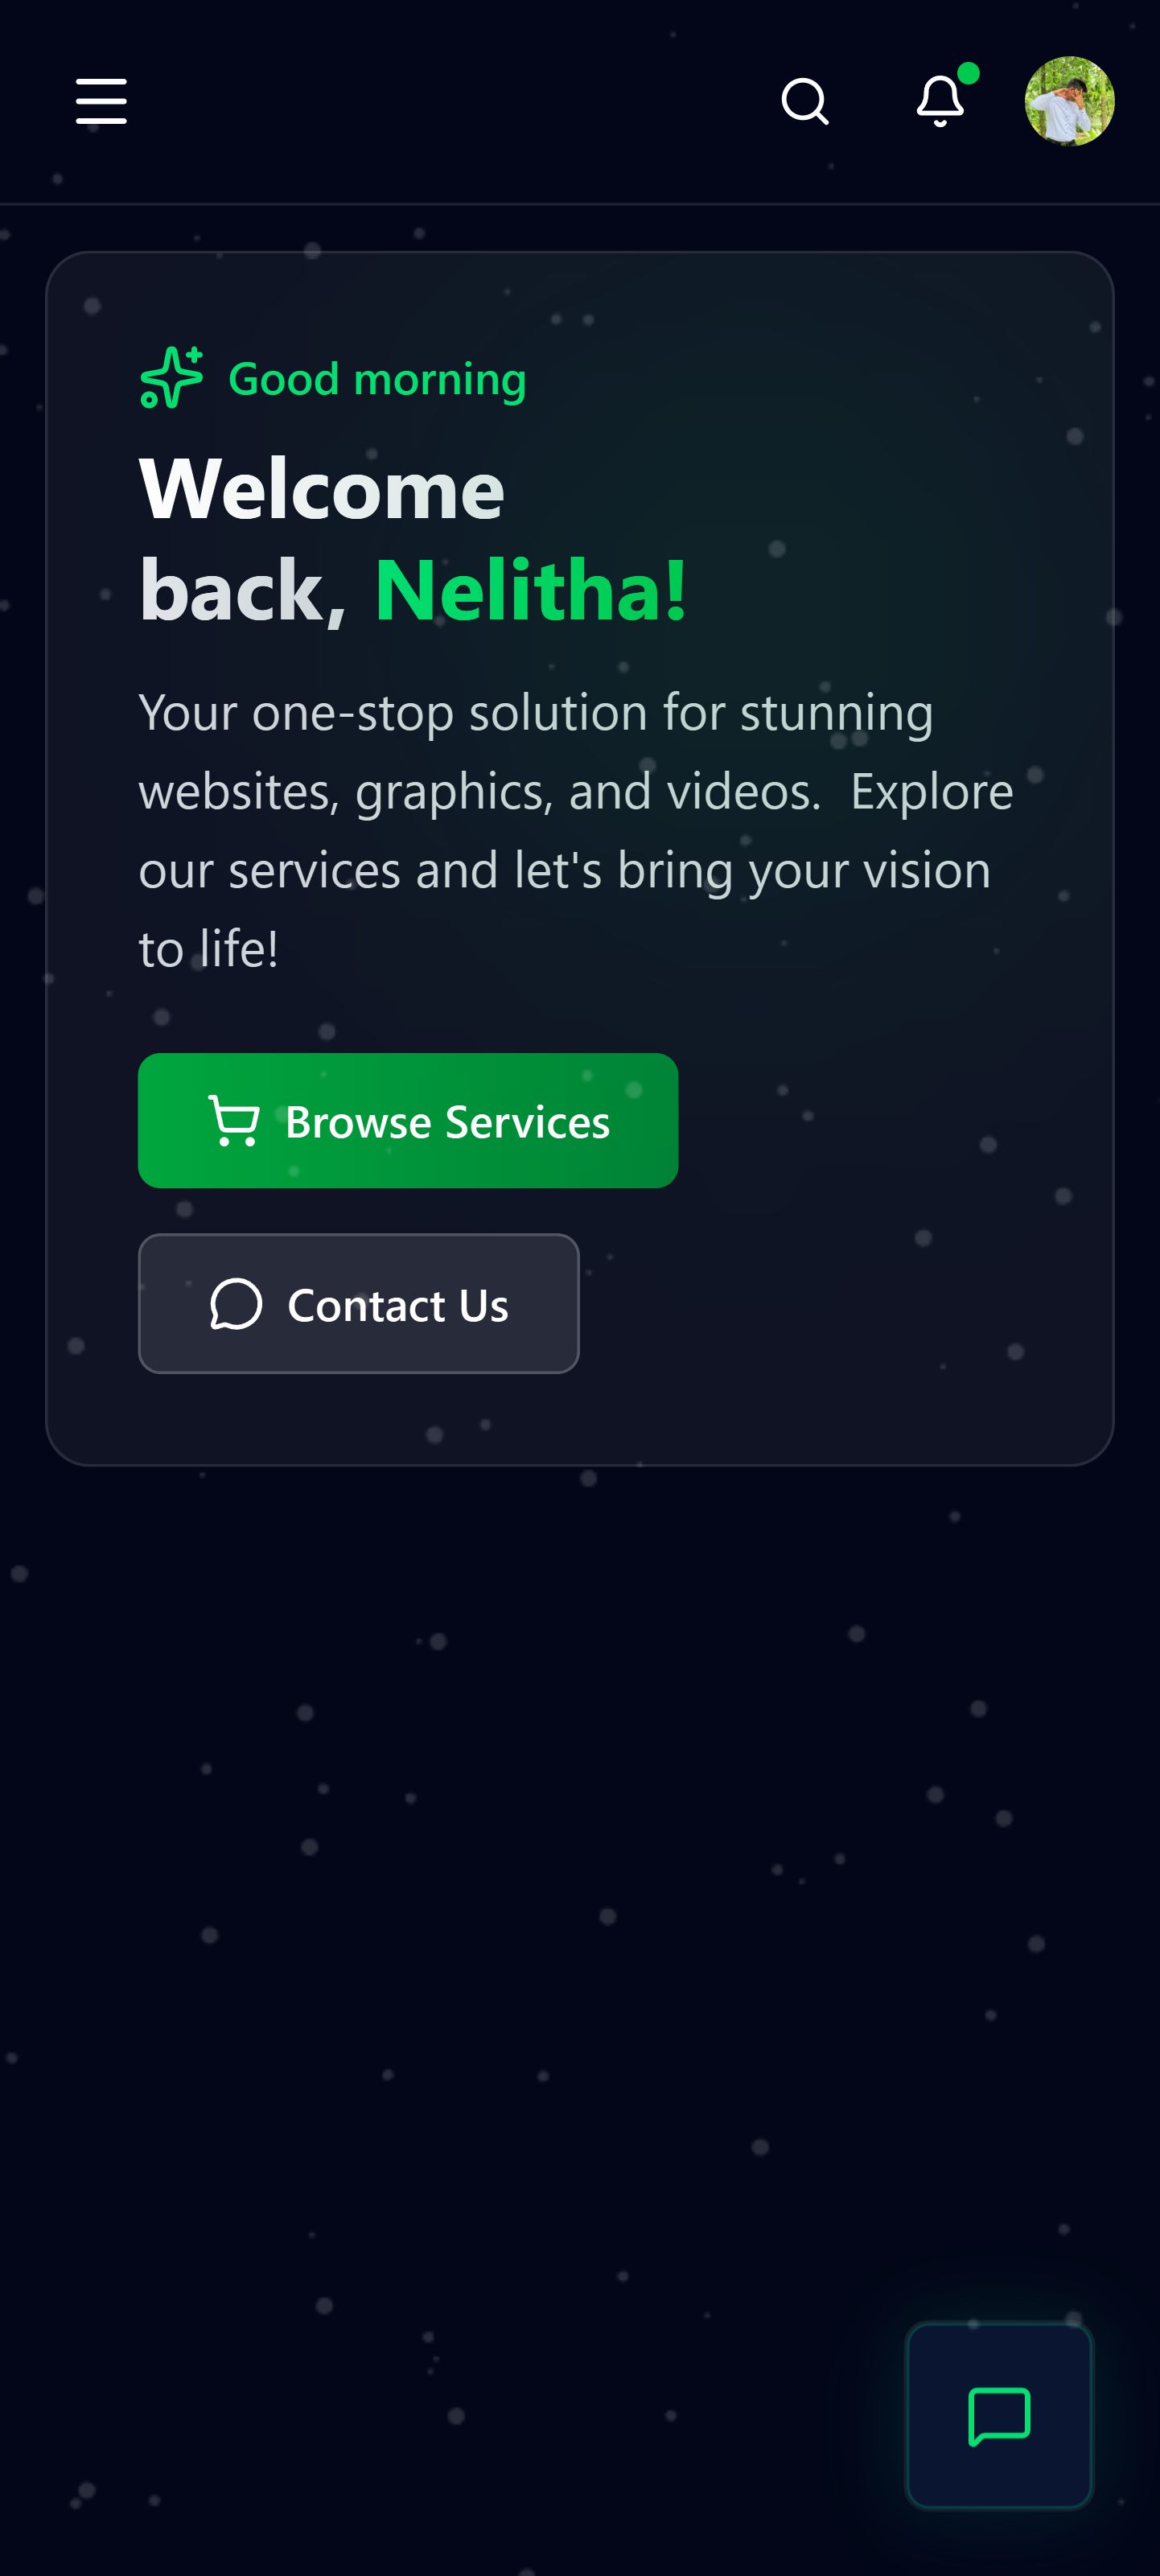 Good morning
Welcome
back, Nelitha!
Your one-stop solution for stunning
websites, graphics, and videos.  Explore
our services and let's bring your vision
to life!
Browse Services
Contact Us